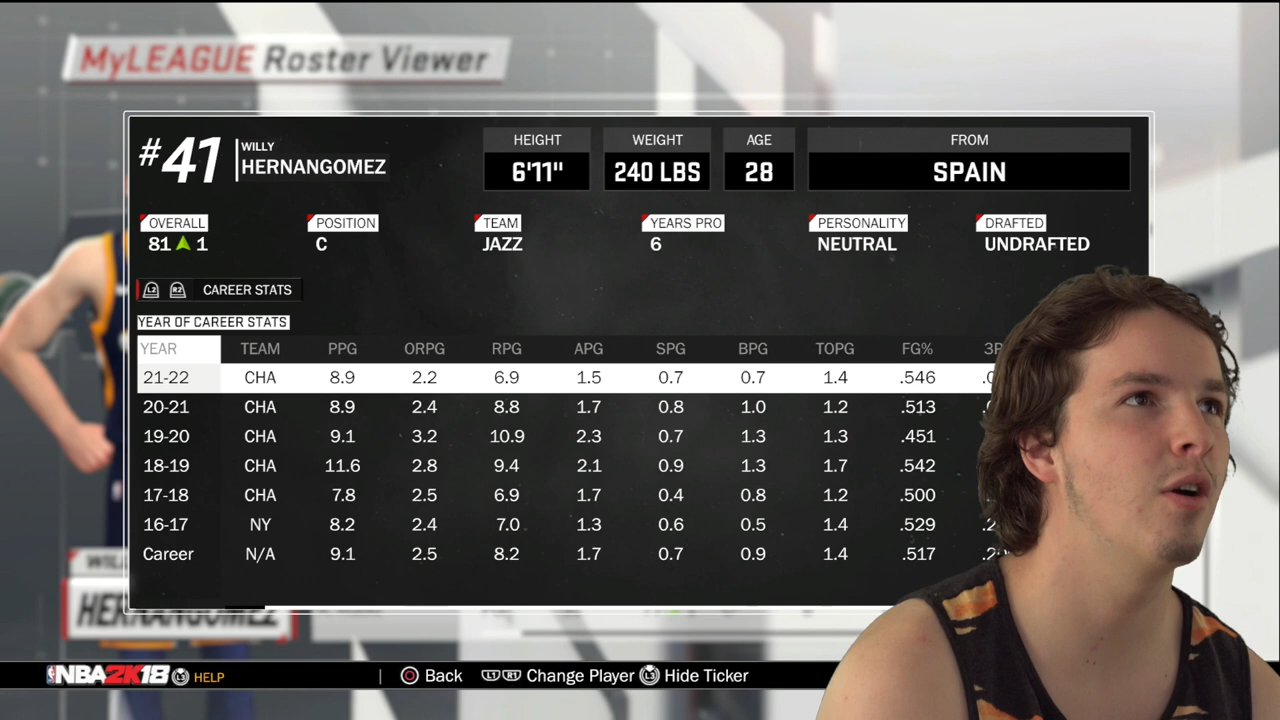 MyLEAGUE Roster Viewer
#41 WILLY HERNANGOMEZ
HEIGHT WEIGHT AGE FROM
6'11" 240 LBS 28 SPAIN
OVERALL POSITION TEAM YEARS PRO PERSONALITY DRAFTED
81 1 C JAZZ 6 NEUTRAL UNDRAFTED
L2 R2 CAREER STATS
YEAR OF CAREER STATS
YEAR TEAM PPG ORPG RPG APG SPG BPG TOPG FG%
21-22 CHA 8.9 2.2 6.9 1.5 0.7 0.7 1.4 .546
20-21 CHA 8.9 2.4 8.8 1.7 0.8 1.0 1.2 .513
19-20 CHA 9.1 3.2 10.9 2.3 0.7 1.3 1.3 .451
18-19 CHA 11.6 2.8 9.4 2.1 0.9 1.3 1.7 .542
17-18 CHA 7.8 2.5 6.9 1.7 0.4 0.8 1.2 .500
16-17 NY 8.2 2.4 7.0 1.3 0.6 0.5 1.4 .529
Career N/A 9.1 2.5 8.2 1.7 0.7 0.9 1.4 .517
HERNANGOMEZ
NBA2K18 L3 HELP | Back L1 R1 Change Player L3 Hide Ticker